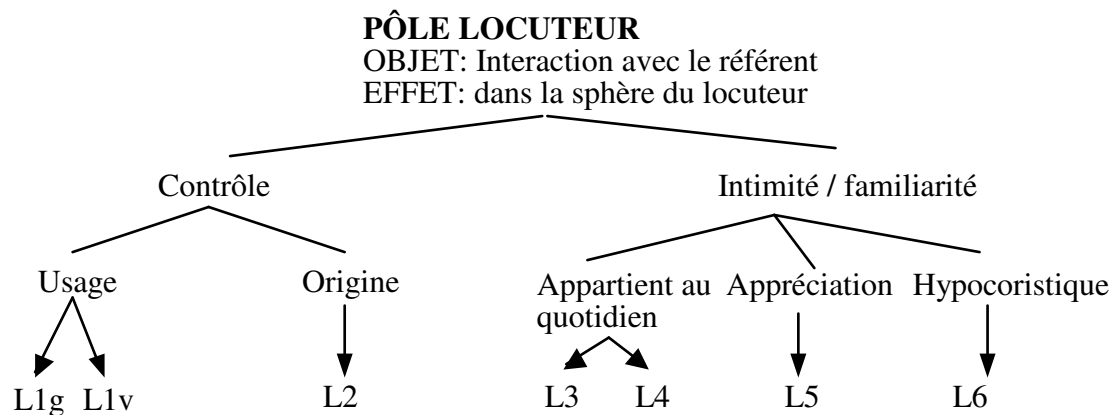 PÔLE LOCUTEUR
OBJET: Interaction avec le référent
EFFET: dans la sphère du locuteur
Contrôle
Intimité / familiarité
Usage
Origine
Appartient au
quotidien
Appréciation
Hypocoristique
L1g
L1v
L2
L3
L4
L5
L6